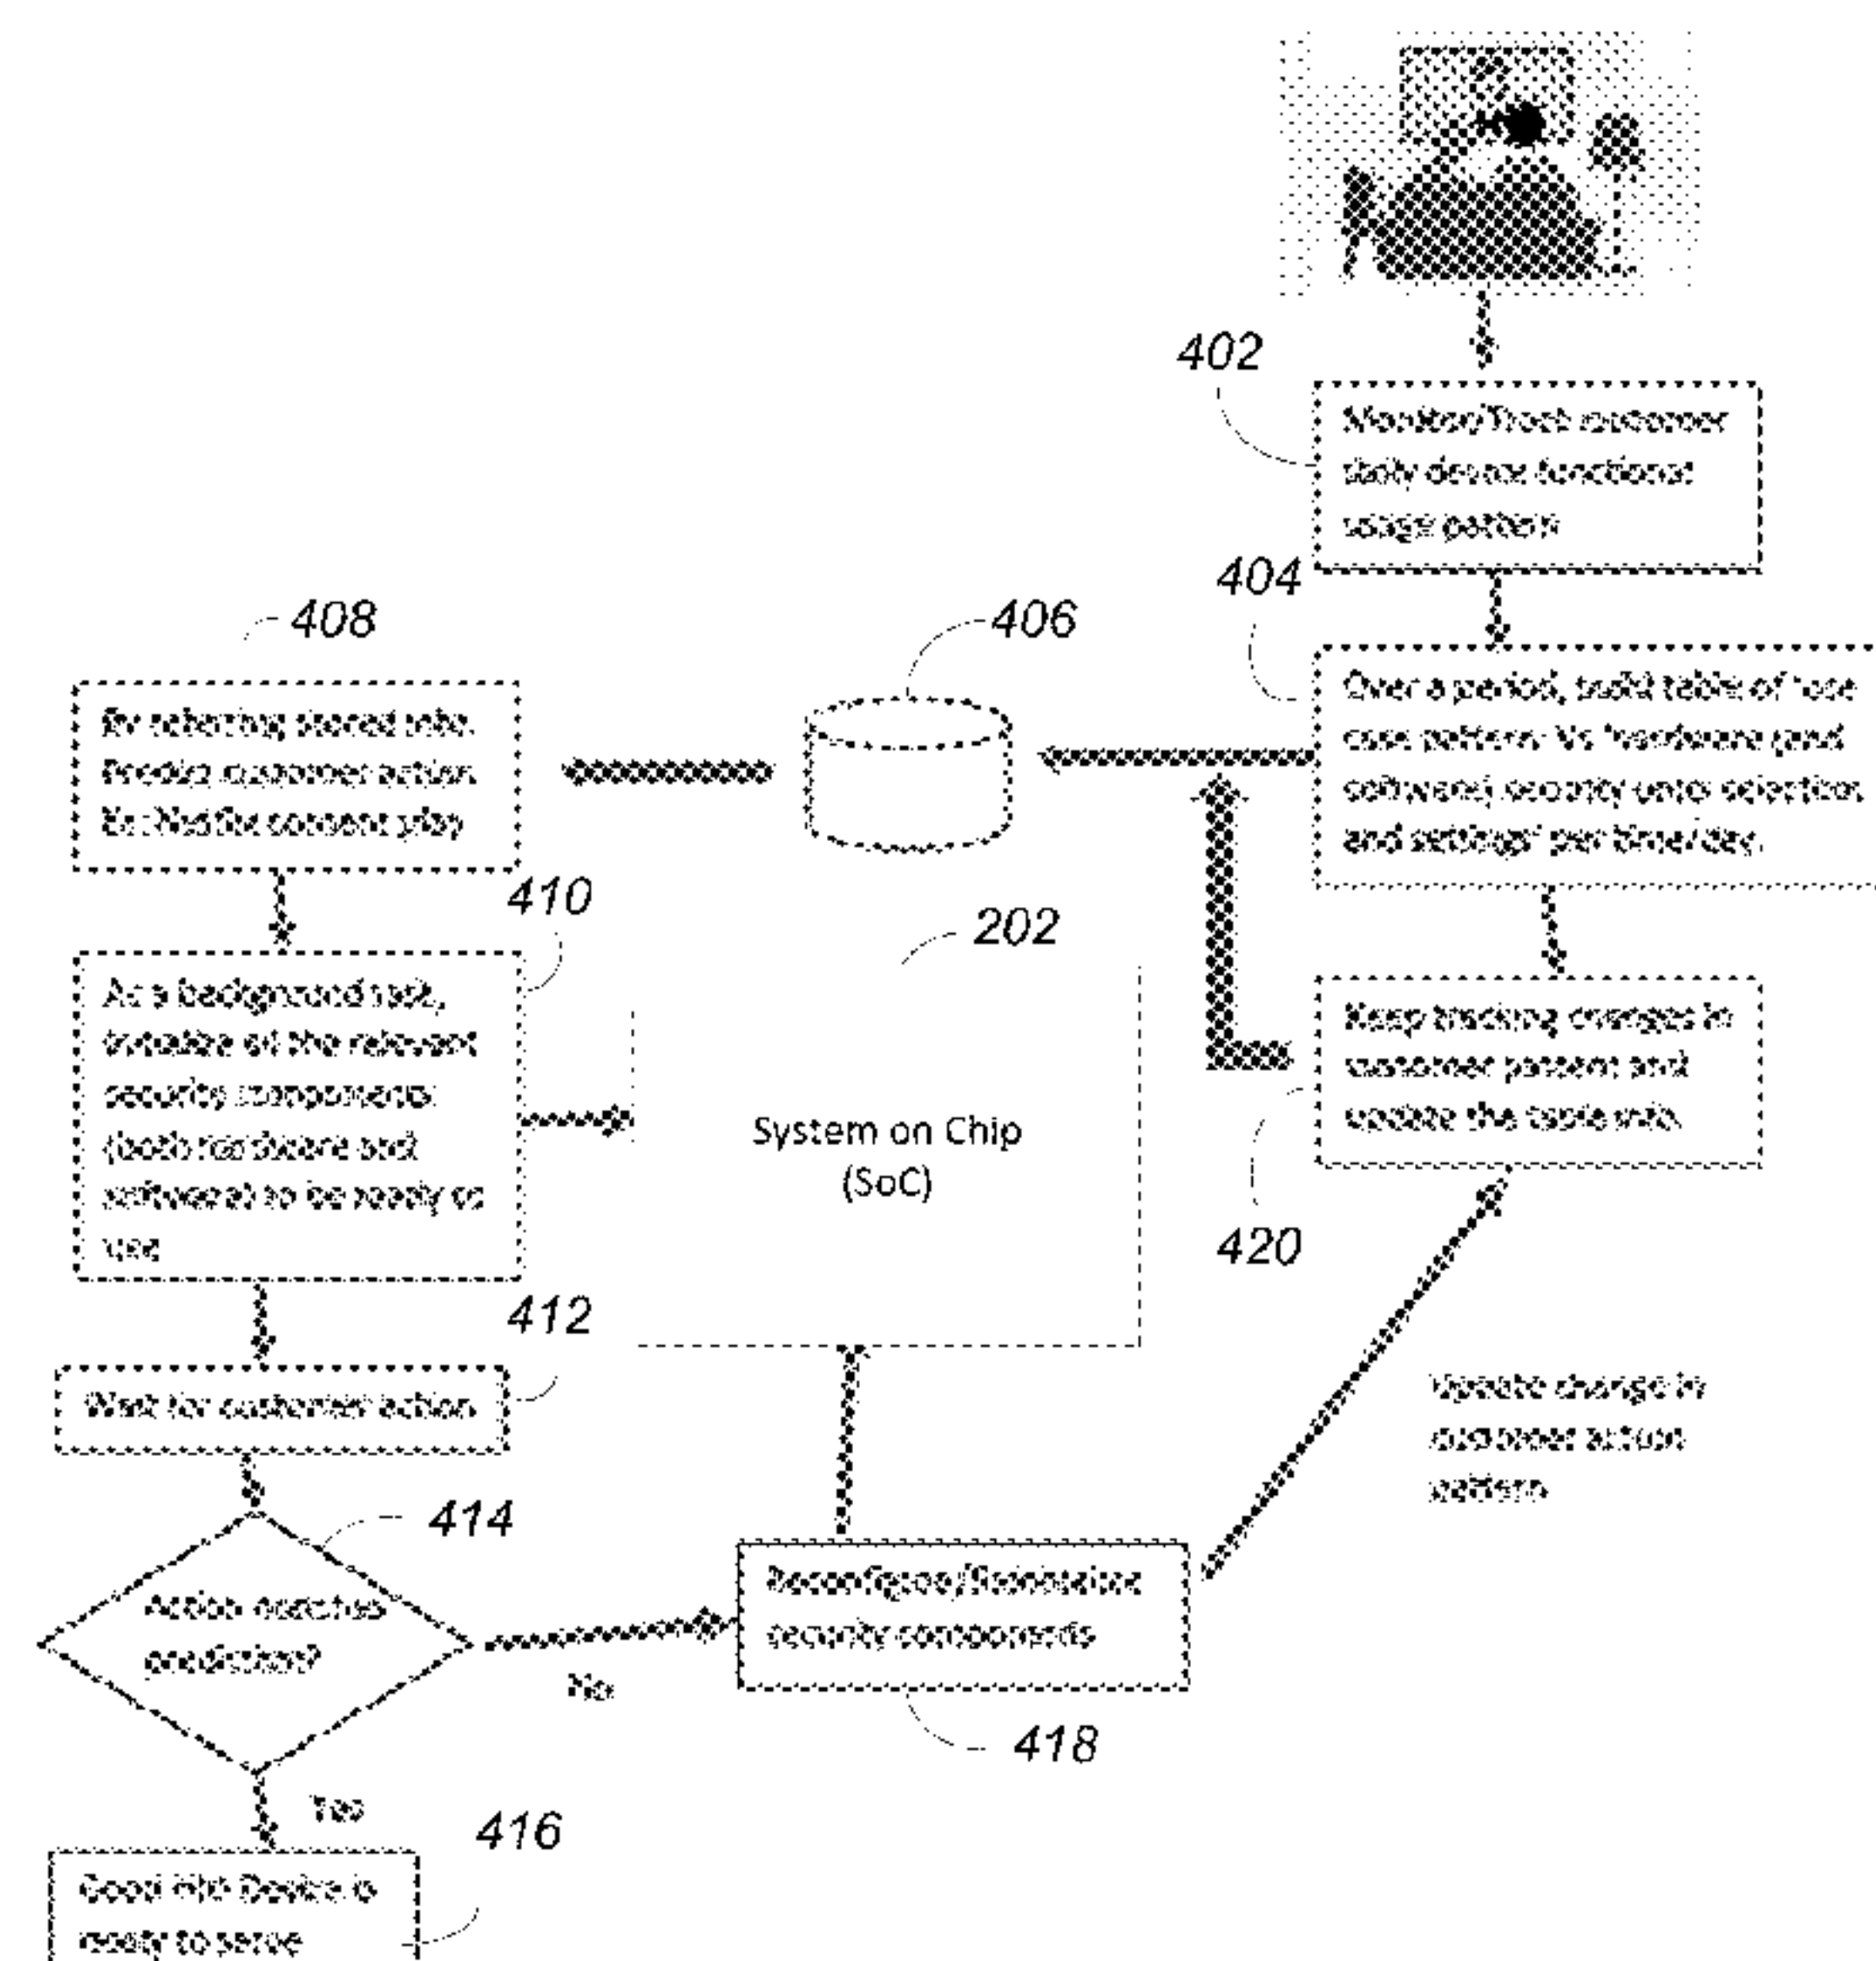 402
Monitor/Track customer
daily device functional
usage pattern
404
408
406
Over a period, build table of 'use
case pattern' Vs 'hardware (and
software) security units selection
and settings' per time/day.
By referring stored info.
Predict customer action
Ex: Netflix content play
410
202
As a background task,
initialize all the relevant
security components
(both hardware and
software) to be ready to
use
Keep tracking changes in
customer pattern and
update the table info.
System on Chip
(SoC)
420
412
Wait for customer action
Update change in
customer action
pattern
414
Action matches
prediction?
Reconfigure/Reinitialize
security components
No
418
Yes
416
Good Hit! Device is
ready to serve